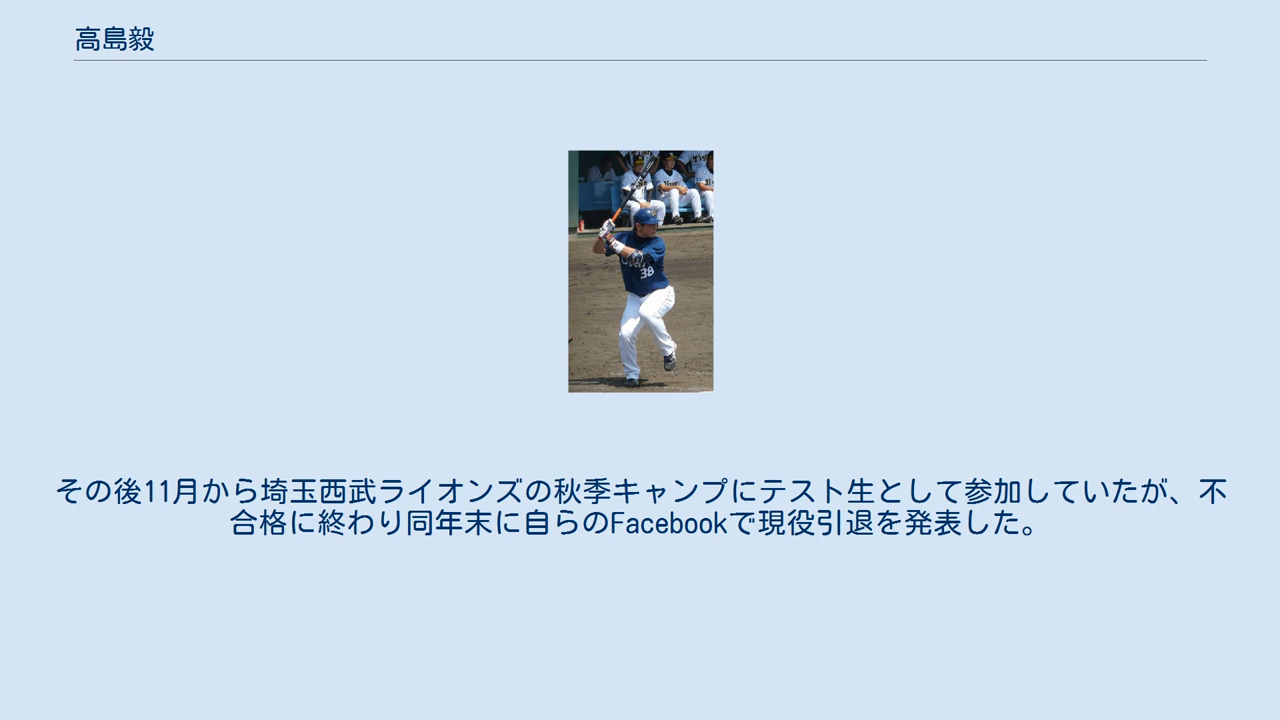 高島毅
38
その後11月から埼玉西武ライオンズの秋季キャンプにテスト生として参加していたが、不
合格に終わり同年末に自らのFacebookで現役引退を発表した。